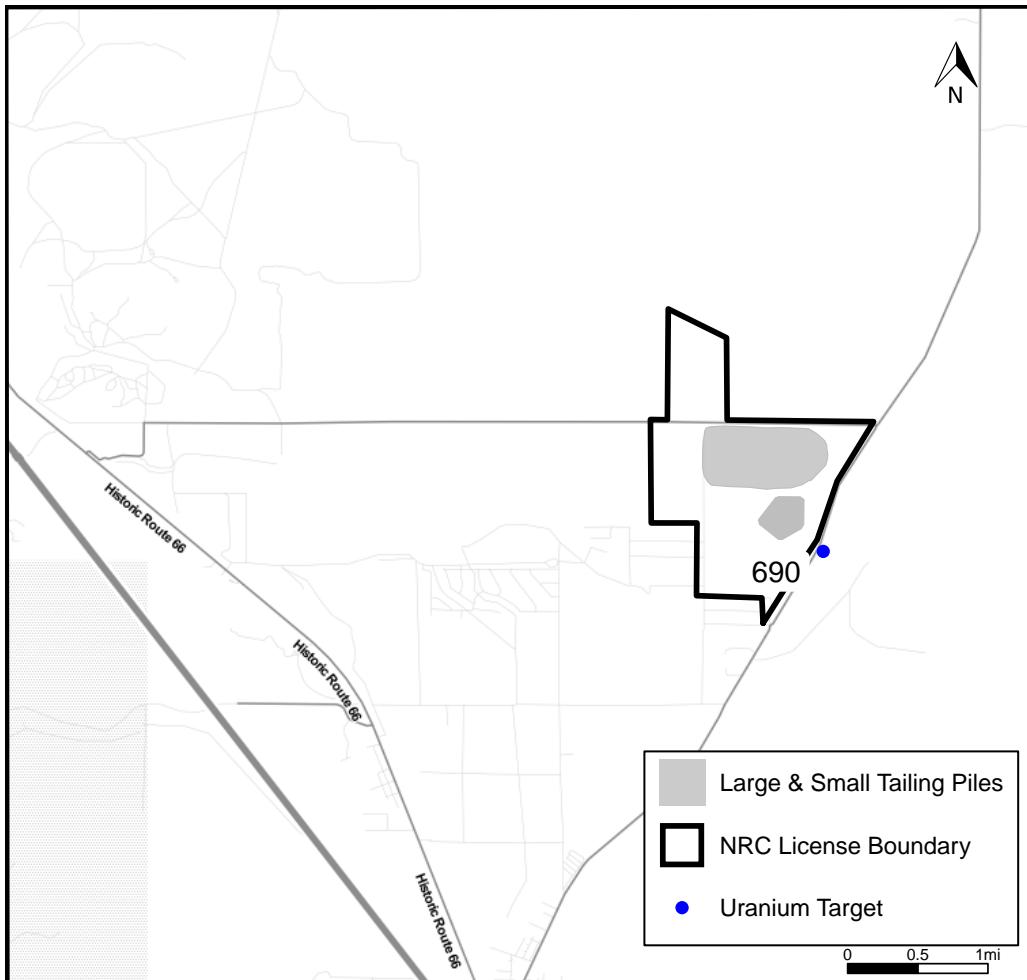 N
Historic Route 66
690
Historic Route 66
Large & Small Tailing Piles
NRC License Boundary
Historic Route 66
Uranium Target
0 0.5 1mi